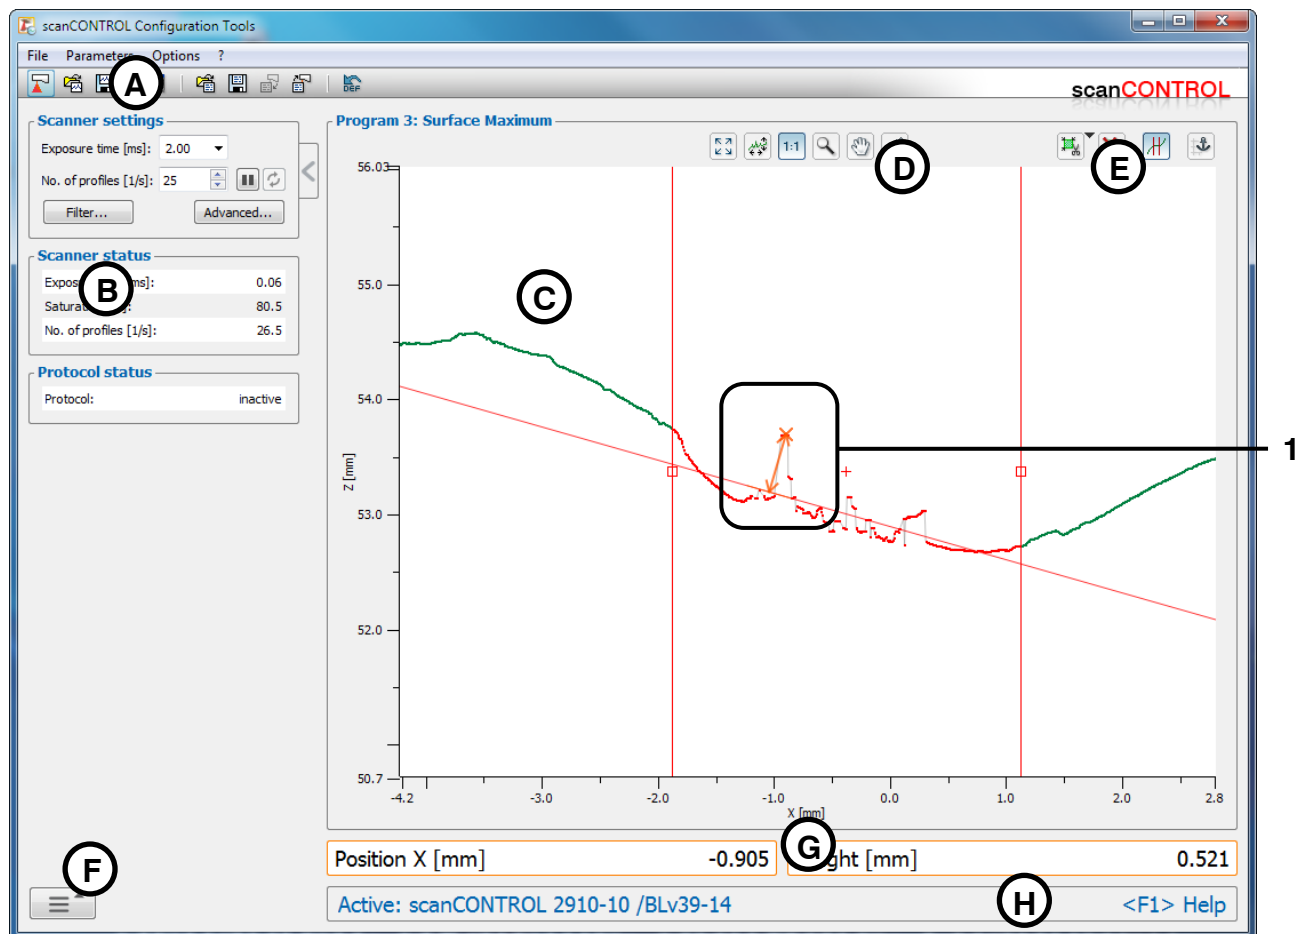 scanCONTROL Configuration Tools
File Parameters Options ?
A
DEF
scanCONTROL
Scanner settings
Exposure time [ms]: 2.00
No. of profiles [1/s]: 25
Filter... Advanced...
Scanner status
Expos ms]: 0.06
B
Saturat : 80.5
No. of profiles [1/s]: 26.5
Protocol status
Protocol: inactive
Program 3: Surface Maximum
1:1
D
E
C
1
56.03
55.0
54.0
Z [mm]
53.0
52.0
50.7
-4.2 -3.0 -2.0 -1.0 0.0 1.0 2.0 2.8
X [mm]
Position X [mm] -0.905
G
ght [mm] 0.521
F
Active: scanCONTROL 2910-10 /BLv39-14
H
<F1> Help